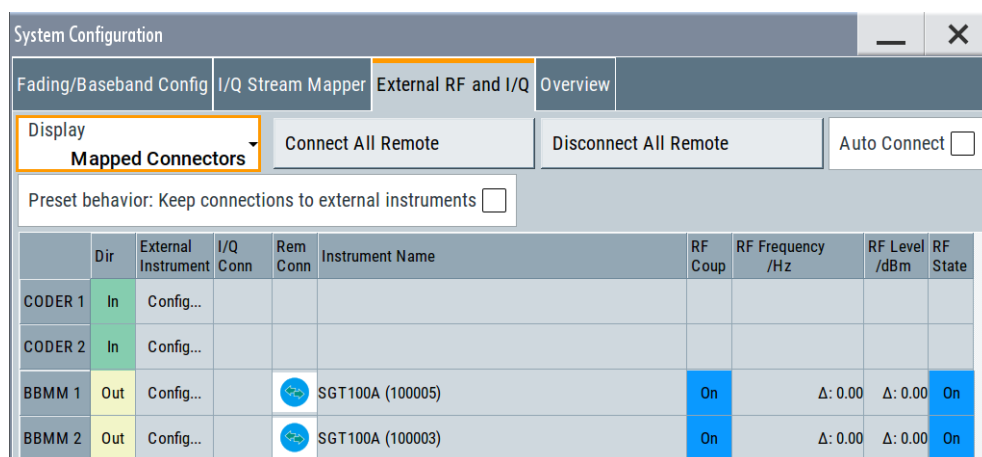 System Configuration
Fading/Baseband Config I/Q Stream Mapper External RF and I/Q Overview
Display
Mapped Connectors
Connect All Remote
Disconnect All Remote
Auto Connect
Preset behavior: Keep connections to external instruments
Dir External Instrument I/Q Conn Rem Conn Instrument Name RF Coup RF Frequency /Hz RF Level /dBm RF State
CODER 1 In Config...
CODER 2 In Config...
BBMM 1 Out Config... SGT100A (100005) On Δ: 0.00 Δ: 0.00 On
BBMM 2 Out Config... SGT100A (100003) On Δ: 0.00 Δ: 0.00 On